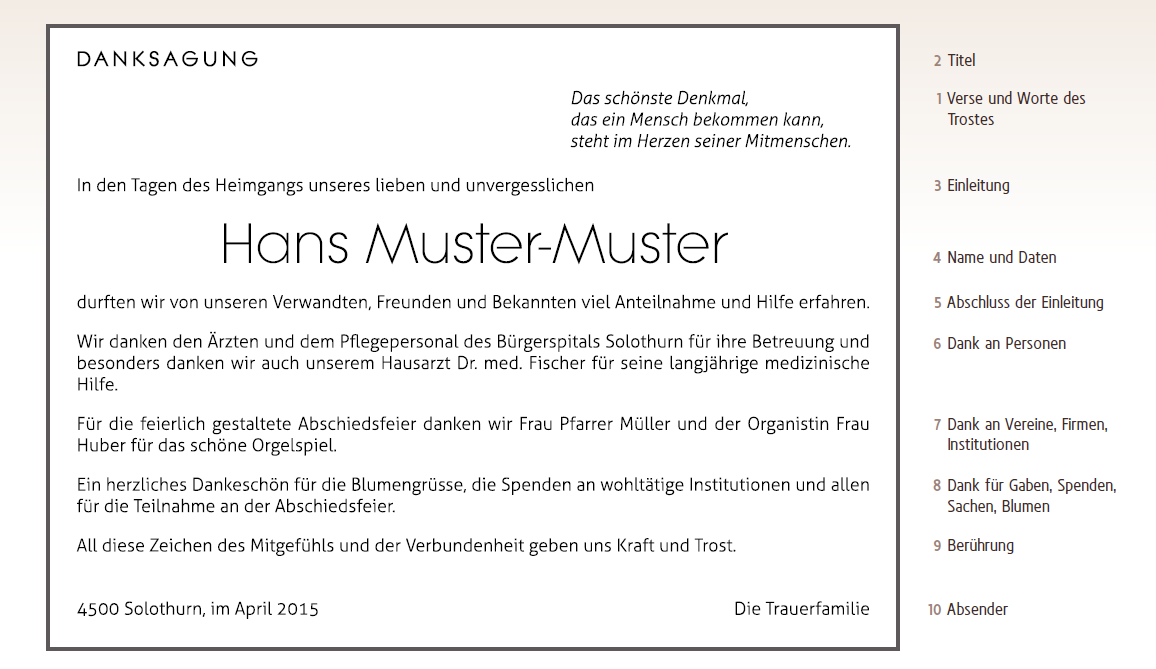 DANKSAGUNG
2 Titel
Das schönste Denkmal,
das ein Mensch bekommen kann,
steht im Herzen seiner Mitmenschen.
1 Verse und Worte des
Trostes
In den Tagen des Heimgangs unseres lieben und unvergesslichen
3 Einleitung
Hans Muster-Muster
4 Name und Daten
durften wir von unseren Verwandten, Freunden und Bekannten viel Anteilnahme und Hilfe erfahren.
5 Abschluss der Einleitung
Wir danken den Ärzten und dem Pflegepersonal des Bürgerspitals Solothurn für ihre Betreuung und
besonders danken wir auch unserem Hausarzt Dr. med. Fischer für seine langjährige medizinische
Hilfe.
6 Dank an Personen
Für die feierlich gestaltete Abschiedsfeier danken wir Frau Pfarrer Müller und der Organistin Frau
Huber für das schöne Orgelspiel.
7 Dank an Vereine, Firmen,
Institutionen
Ein herzliches Dankeschön für die Blumengrüsse, die Spenden an wohltätige Institutionen und allen
für die Teilnahme an der Abschiedsfeier.
8 Dank für Gaben, Spenden,
Sachen, Blumen
All diese Zeichen des Mitgefühls und der Verbundenheit geben uns Kraft und Trost.
9 Berührung
4500 Solothurn, im April 2015
Die Trauerfamilie
10 Absender